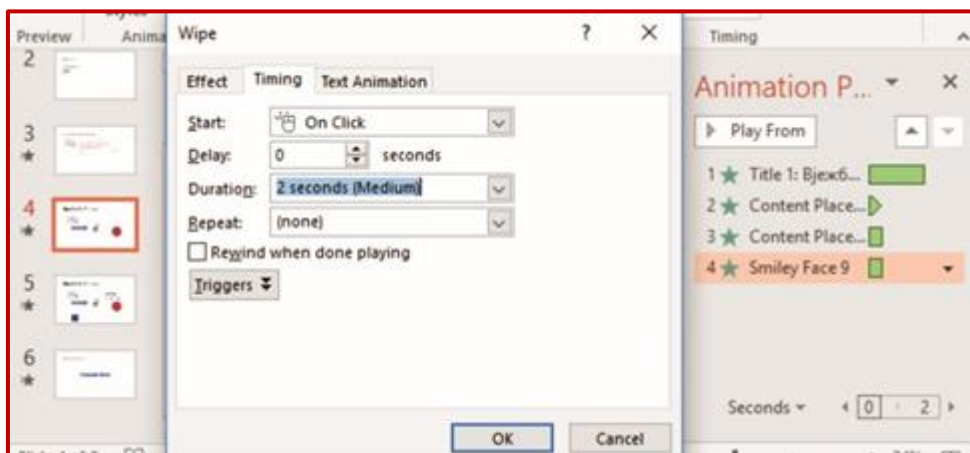 Preview Anima
Timing
2
3
4
5
6
Wipe ? ×
Effect Timing Text Animation
Start: On Click
Delay: 0 seconds
Duration: 2 seconds (Medium)
Repeat: (none)
Rewind when done playing
Triggers
OK Cancel
Animation P...
Play From
1 Title 1: Вјежб...
2 Content Place...
3 Content Place...
4 Smiley Face 9
Seconds 0 2